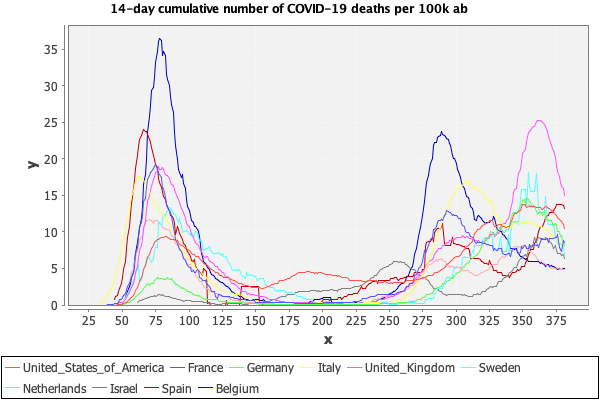 14-day cumulative number of COVID-19 deaths per 100k ab
35
30
25
20
15
10
5
0
y
25 50 75 100 125 150 175 200 225 250 275 300 325 350 375
x
United_States_of_America France Germany Italy United_Kingdom Sweden
Netherlands Israel Spain Belgium